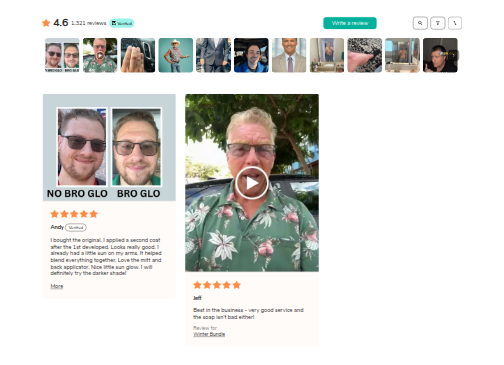 4.6 1,321 reviews Verified
Write a review
NO BRO GLO BRO GLO
Andy Verified
I bought the original. I applied a second coat
after the 1st developed. Looks really good. I
already had a little sun on my arms. It helped
blend everything together. Love the mitt and
back applicator. Nice little sun glow. I will
definitely try the darker shade!
More
Jeff
Best in the business - very good service and
the soap isn't bad either!
Review for
Winter Bundle